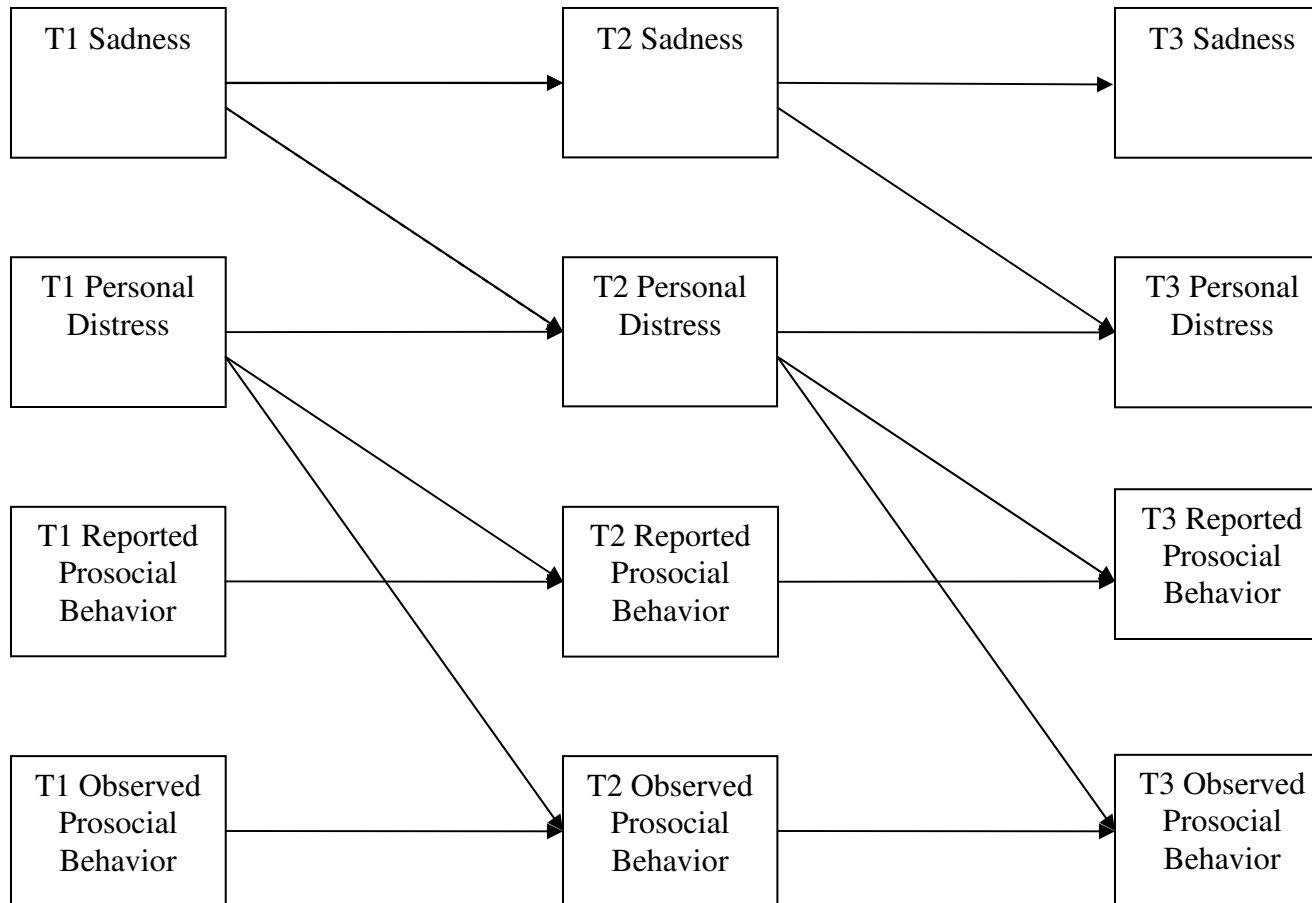 T1 Sadness
T2 Sadness
T3 Sadness
T1 Personal
Distress
T2 Personal
Distress
T3 Personal
Distress
T1 Reported
Prosocial
Behavior
T2 Reported
Prosocial
Behavior
T3 Reported
Prosocial
Behavior
T1 Observed
Prosocial
Behavior
T2 Observed
Prosocial
Behavior
T3 Observed
Prosocial
Behavior